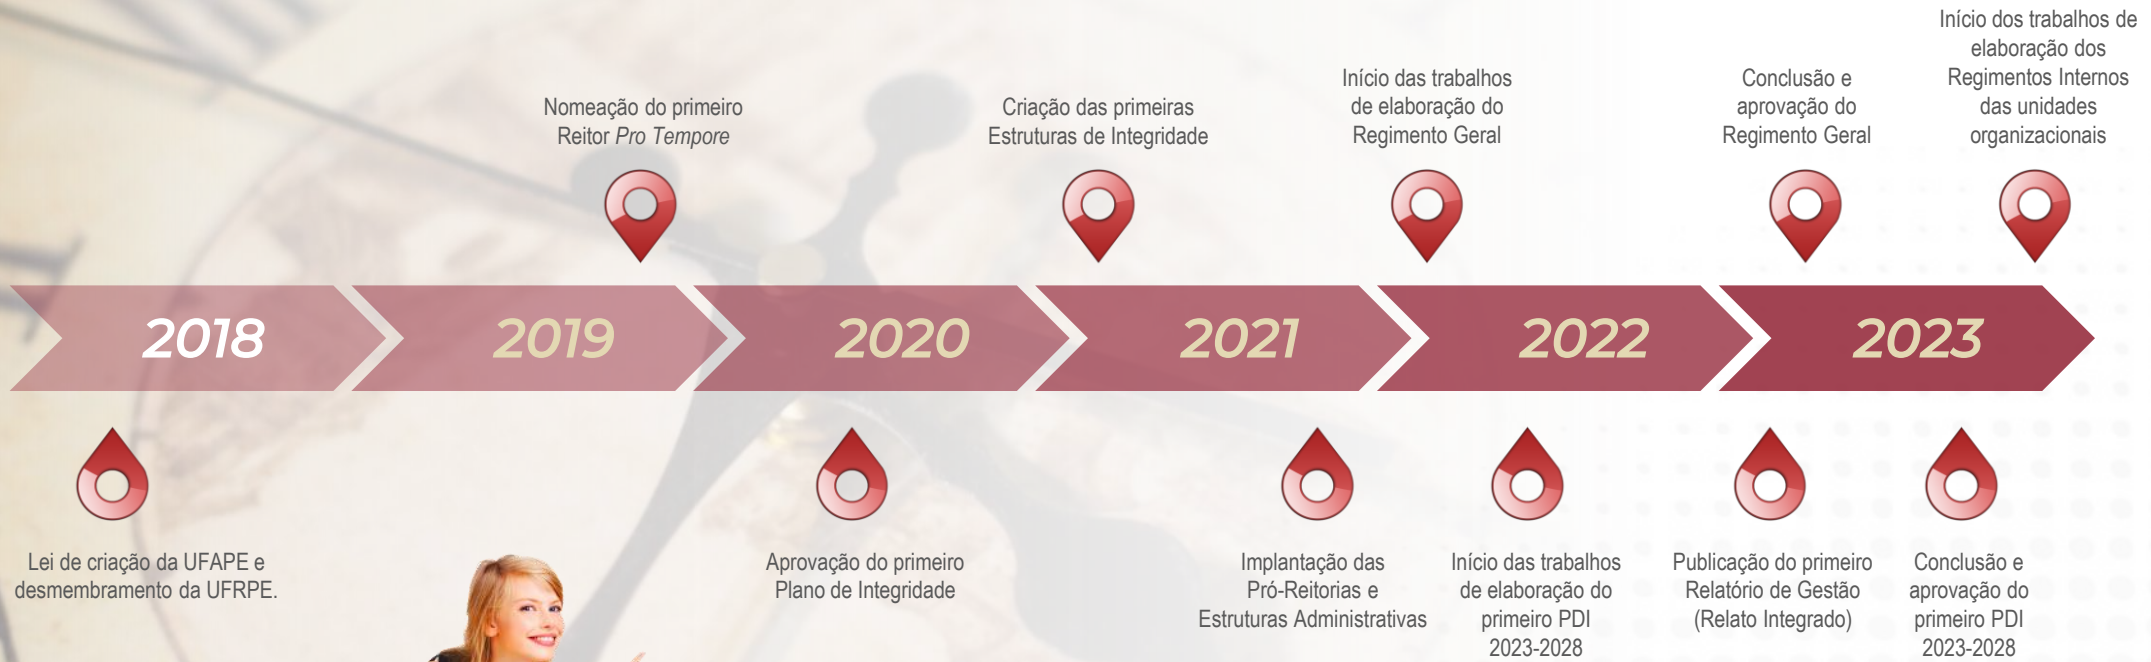 Nomeação do primeiro
Reitor Pro Tempore
Criação das primeiras
Estruturas de Integridade
Início das trabalhos
de elaboração do
Regimento Geral
Conclusão e
aprovação do
Regimento Geral
Início dos trabalhos de
elaboração dos
Regimentos Internos
das unidades
organizacionais
2018
2019
2020
2021
2022
2023
Lei de criação da UFAPE e
desmembramento da UFRPE.
Aprovação do primeiro
Plano de Integridade
Implantação das
Pró-Reitorias e
Estruturas Administrativas
Início das trabalhos
de elaboração do
primeiro PDI
2023-2028
Publicação do primeiro
Relatório de Gestão
(Relato Integrado)
Conclusão e
aprovação do
primeiro PDI
2023-2028